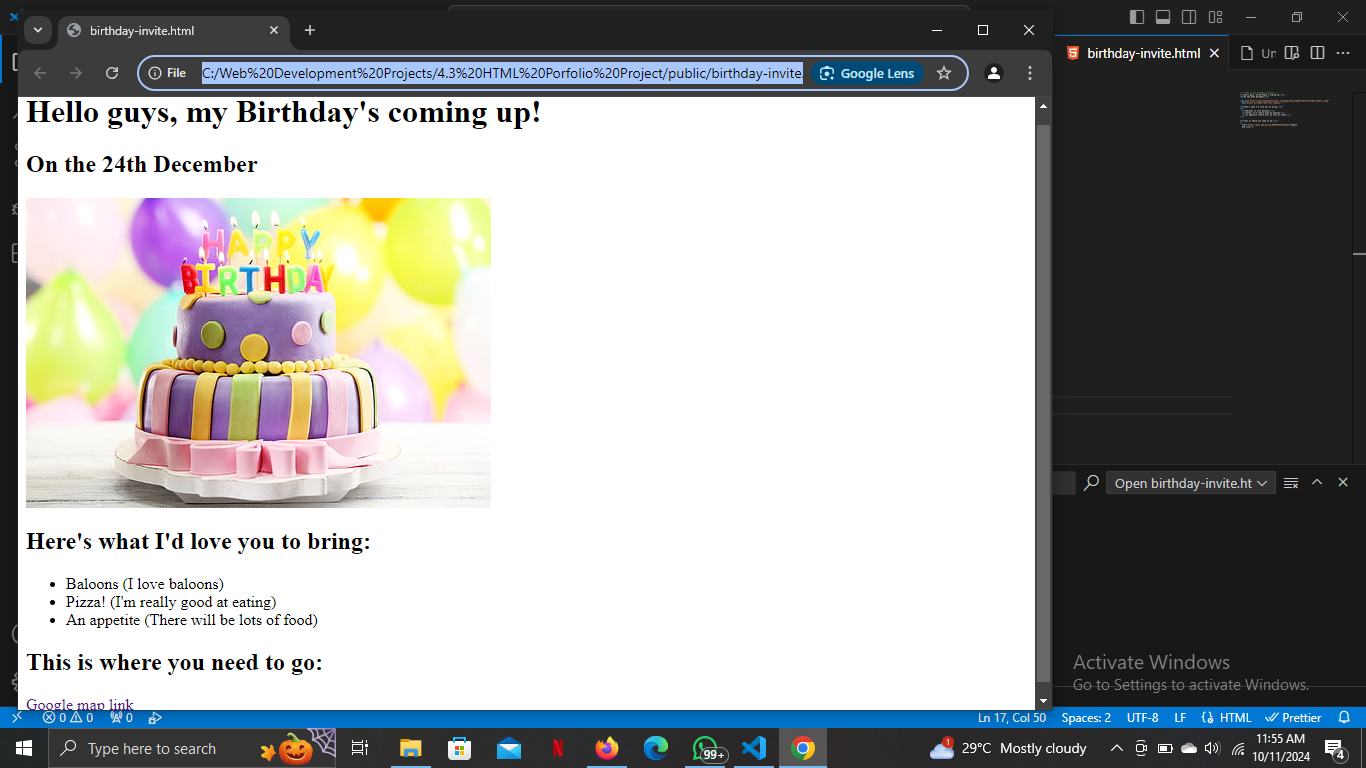 birthday-invite.html
File
C:/Web%20Development%20Projects/4.3%20HTML%20Porfolio%20Project/public/birthday-invite.
Google Lens
birthday-invite.html
Hello guys, my Birthday's coming up!
On the 24th December
HAPPY
BIRTHDAY
Here's what I'd love you to bring:
Baloons (I love baloons)
Pizza! (I'm really good at eating)
An appetite (There will be lots of food)
This is where you need to go:
Google map link
Open birthday-invite.ht
Activate Windows
Go to Settings to activate Windows.
0 0 0
Ln 17, Col 50 Spaces: 2 UTF-8 LF HTML Prettier
Type here to search
99+
1
29°C Mostly cloudy
11:55 AM
10/11/2024
4